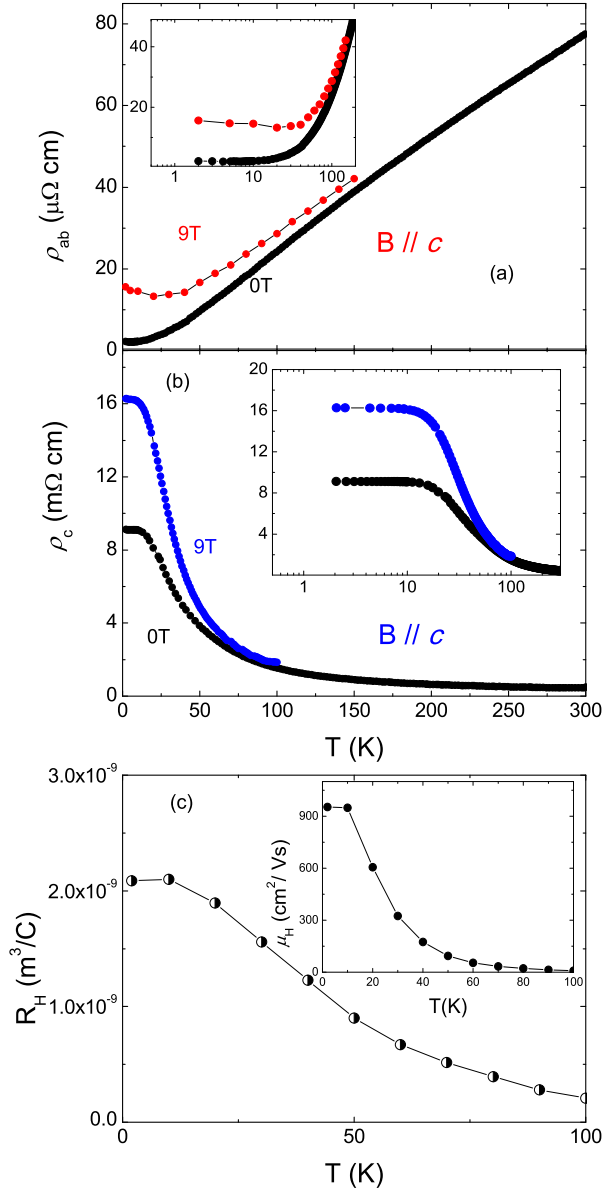 80
60
40
20
0
ρab (μΩ cm)
40
20
1
10
100
9T
0T
B // c
(a)
(b)
16
12
8
4
0
ρc (mΩ cm)
20
16
12
8
4
1
10
100
9T
0T
B // c
0 50 100 150 200 250 300
T (K)
(c)
3.0x10-9
2.0x10-9
1.0x10-9
0.0
RH (m3/C)
900
600
300
0
μH (cm2/ Vs)
0 20 40 60 80 100
T(K)
0 50 100
T (K)